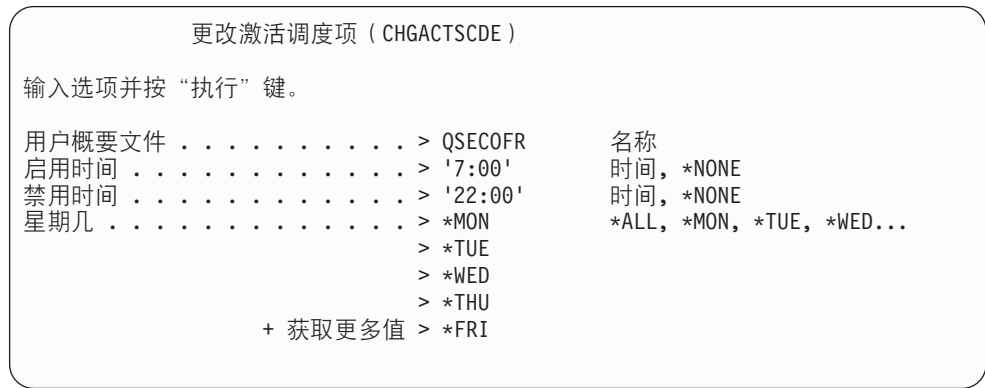 更改激活调度项（CHGACTSCDE）
输入选项并按“执行”键。
用户概要文件 . . . . . . . . . . > QSECOFR 名称
启用时间 . . . . . . . . . . . . > '7:00' 时间, *NONE
禁用时间 . . . . . . . . . . . . > '22:00' 时间, *NONE
星期几 . . . . . . . . . . . . . > *MON *ALL, *MON, *TUE, *WED...
> *TUE
> *WED
> *THU
+ 获取更多值 > *FRI